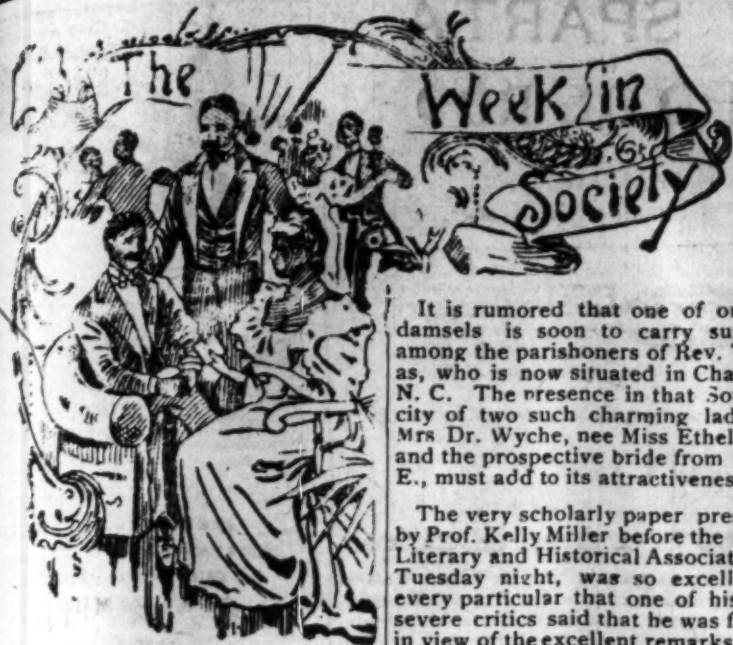 The
Week in
Society
It is rumored that one of
damsels is soon to carry
among the parishoners of Rev.
as, who is now situated in
N. C. The presence in that
city of two such charming
Mrs Dr. Wyche, nee Miss Ethel
and the prospective bride from
E., must add to its
The very scholarly paper
by Prof. Kelly Miller before the
Literary and Historical
Tuesday night, was so
every particular that one of his
severe critics said that he was
in view of the excellent remarks